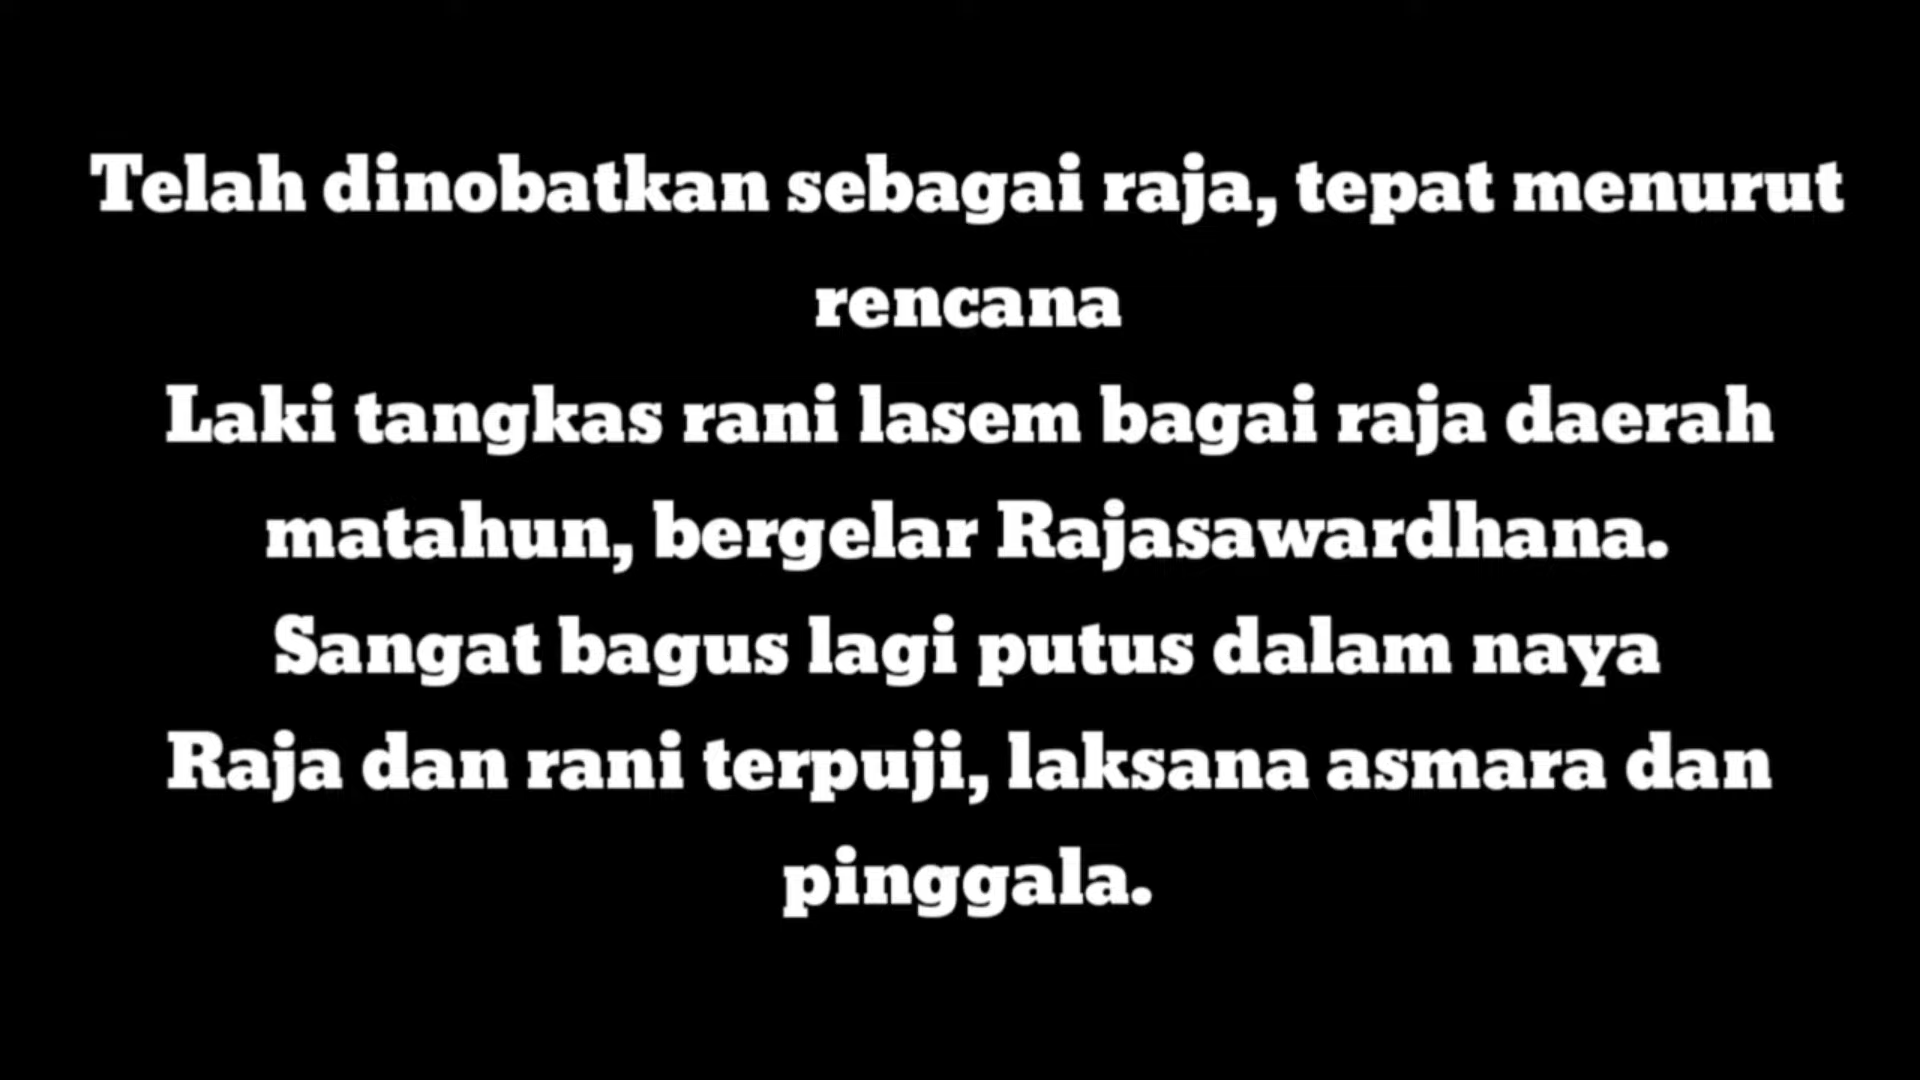 Telah dinobatkan sebagai raja, tepat menurut
rencana
Laki tangkas rani lasem bagai raja daerah
matahun, bergelar Rajasawardhana.
Sangat bagus lagi putus dalam naya
Raja dan rani terpuji, laksana asmara dan
pinggala.